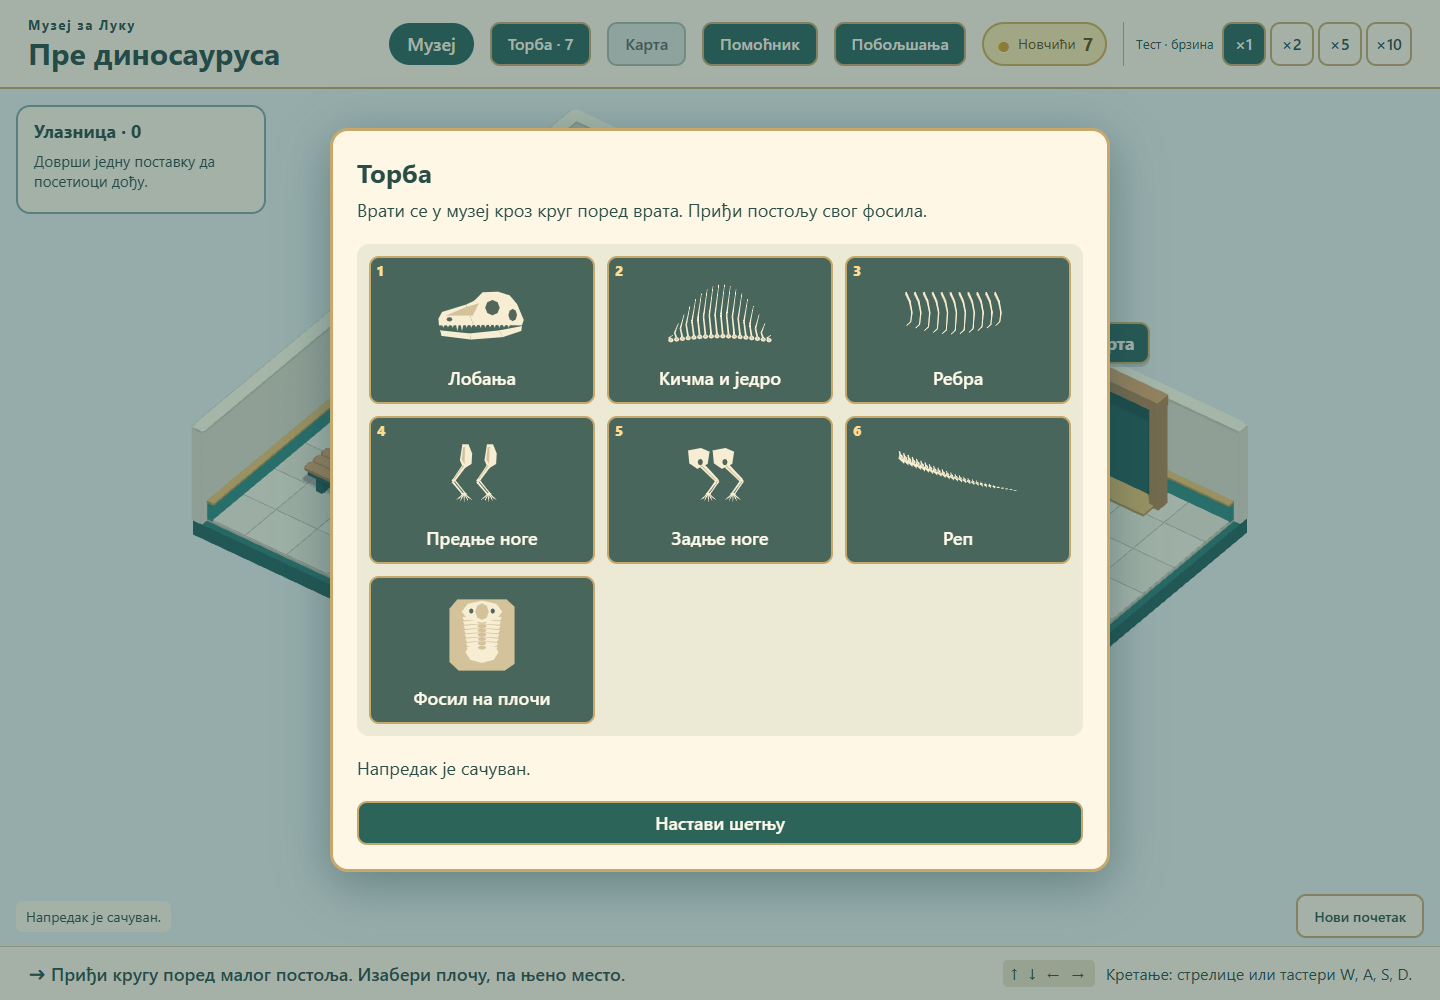 Музеј за Луку
Пре диносауруса
Музеј
Торба · 7
Карта
Помоћник
Побољшања
Новчићи 7
Тест · брзина
×1
×2
×5
×10
Улазница · 0
Доврши једну поставку да
посетиоци дођу.
Торба
Врати се у музеј кроз круг поред врата. Приђи постољу свог фосила.
1
Лобања
2
Кичма и једро
3
Ребра
4
Предње ноге
5
Задње ноге
6
Реп
Фосил на плочи
Напредак је сачуван.
Настави шетњу
Напредак је сачуван.
Нови почетак
→ Приђи кругу поред малог постоља. Изабери плочу, па њено место.
↑ ↓ ← → Кретање: стрелице или тастери W, A, S, D.